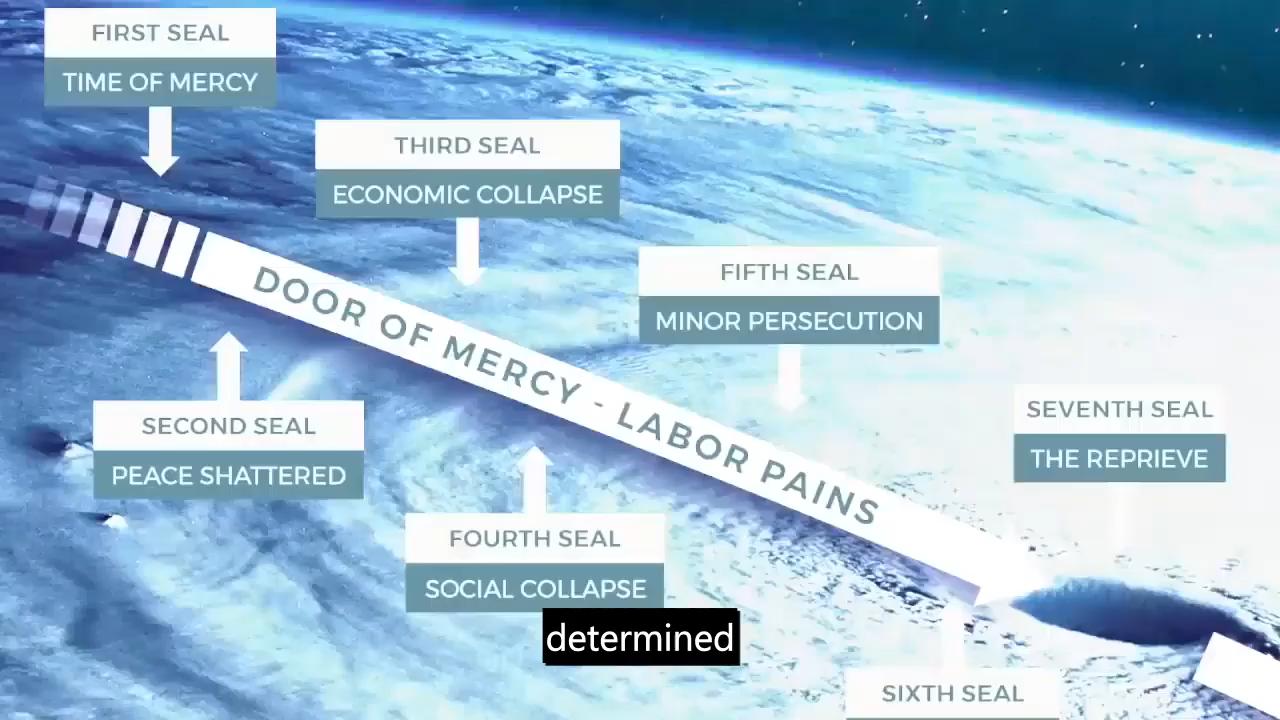 FIRST SEAL
TIME OF MERCY
THIRD SEAL
ECONOMIC COLLAPSE
FIFTH SEAL
MINOR PERSECUTION
DOOR OF MERCY - LABOR PAINS
SECOND SEAL
PEACE SHATTERED
SEVENTH SEAL
THE REPRIEVE
FOURTH SEAL
SOCIAL COLLAPSE
determined
SIXTH SEAL